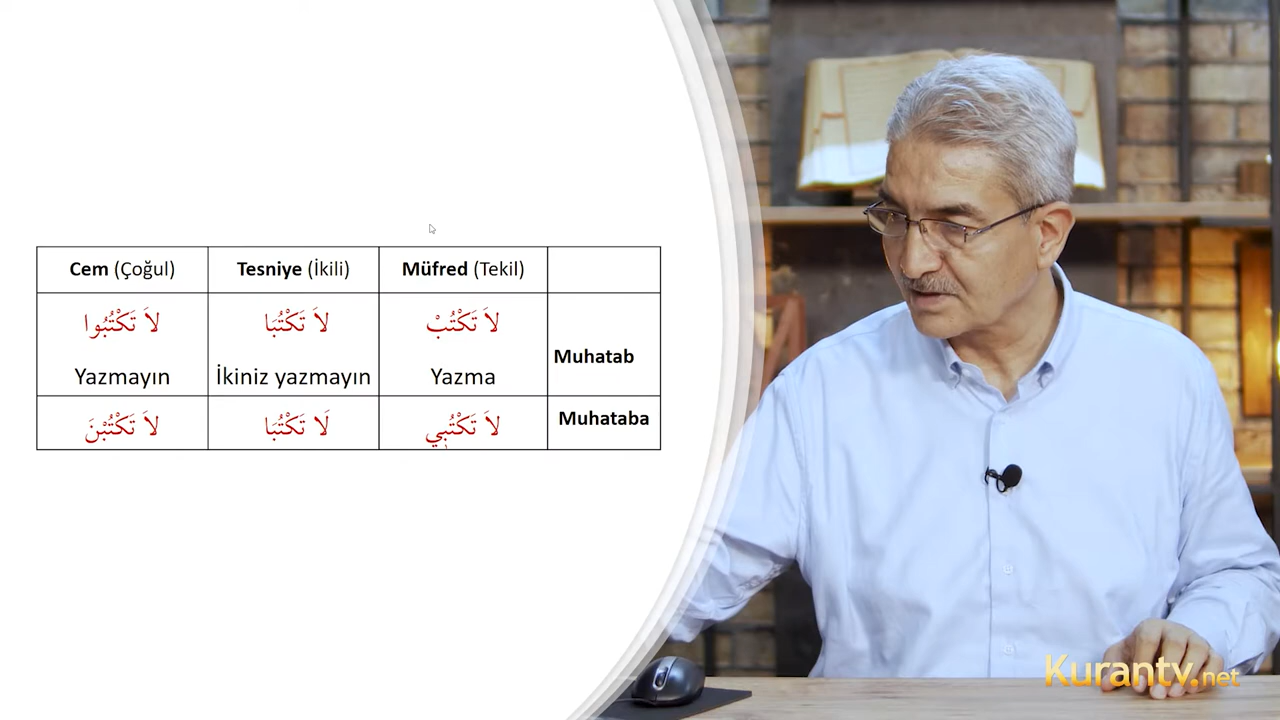 Cem (Çoğul) Tesniye (İkili) Müfred (Tekil)
لاَ تَكْتُبُوا لاَ تَكْتُبَا لاَ تَكْتُبْ
Muhatab
Yazmayın İkiniz yazmayın Yazma
لاَ تَكْتُبْنَ لَا تَكْتُبَا لاَ تَكْتُبِي Muhataba
Kurantv.net